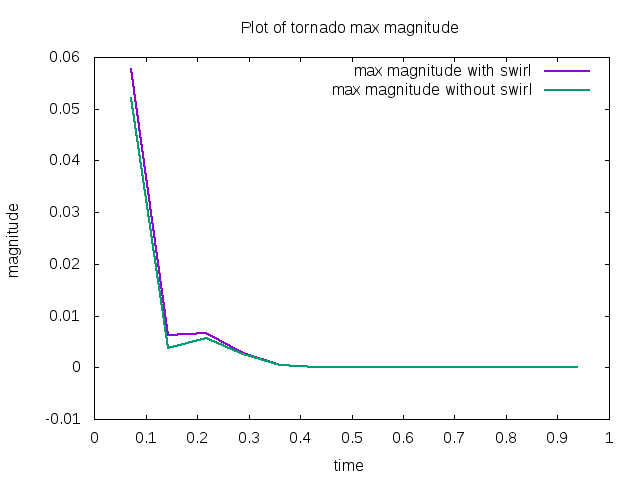 Plot of tornado max magnitude
max magnitude with swirl
max magnitude without swirl
0.06
0.05
0.04
0.03
0.02
0.01
0
-0.01
magnitude
0 0.1 0.2 0.3 0.4 0.5 0.6 0.7 0.8 0.9 1
time